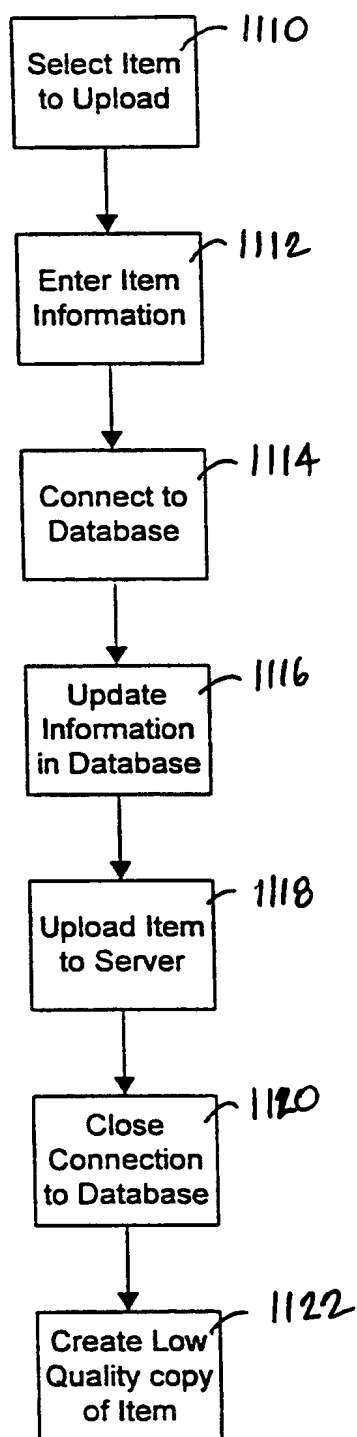 1110
Select Item
to Upload
1112
Enter Item
Information
1114
Connect to
Database
1116
Update
Information
in Database
1118
Upload Item
to Server
1120
Close
Connection
to Database
1122
Create Low
Quality copy
of Item